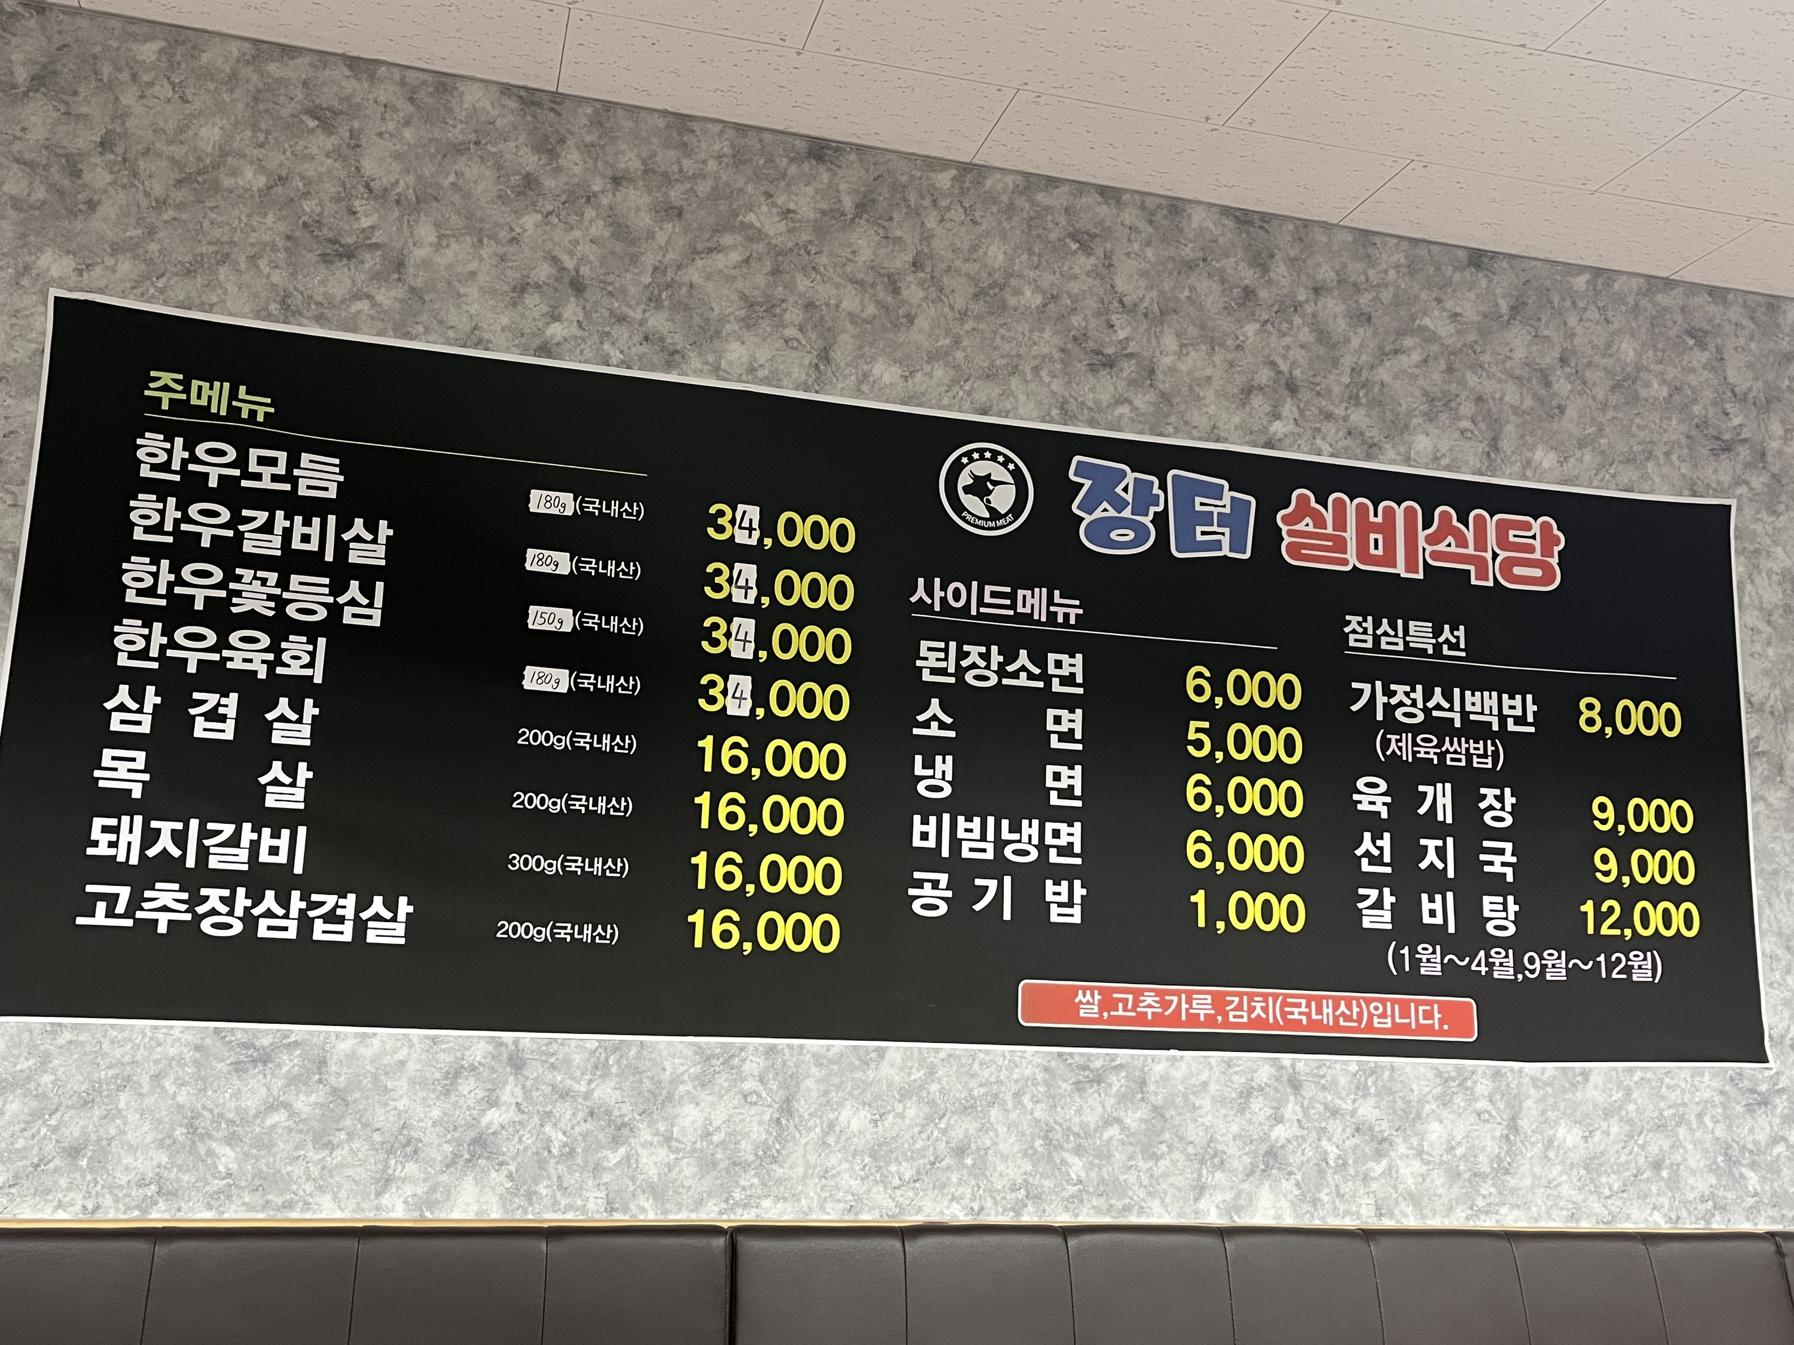 주메뉴
한우모듬 180g(국내산) 34,000
한우갈비살 180g(국내산) 34,000
한우꽃등심 150g(국내산) 34,000
한우육회 180g(국내산) 34,000
삼 겹 살 200g(국내산) 16,000
목 살 200g(국내산) 16,000
돼지갈비 300g(국내산) 16,000
고추장삼겹살 200g(국내산) 16,000
PREMIUM MEAT
장터 실비식당
사이드메뉴
된장소면 6,000
소 면 5,000
냉 면 6,000
비빔냉면 6,000
공 기 밥 1,000
점심특선
가정식백반 8,000
(제육쌈밥)
육 개 장 9,000
선 지 국 9,000
갈 비 탕 12,000
(1월~4월,9월~12월)
쌀,고추가루,김치(국내산)입니다.